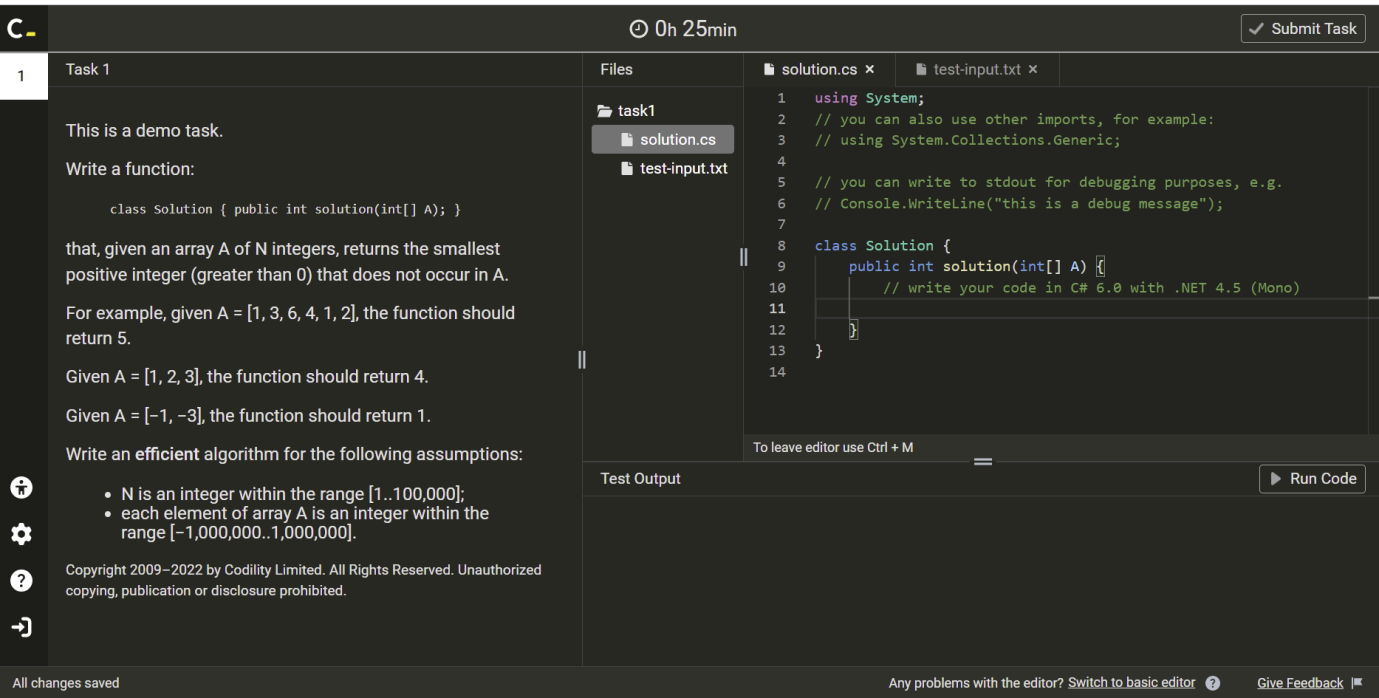 C_
0h 25min
Submit Task
1
Task 1
Files
solution.cs ×
test-input.txt ×
This is a demo task.
Write a function:
class Solution { public int solution(int[] A); }
that, given an array A of N integers, returns the smallest
positive integer (greater than 0) that does not occur in A.
For example, given A = [1, 3, 6, 4, 1, 2], the function should
return 5.
Given A = [1, 2, 3], the function should return 4.
Given A = [−1, −3], the function should return 1.
Write an efficient algorithm for the following assumptions:
• N is an integer within the range [1..100,000];
• each element of array A is an integer within the
range [−1,000,000..1,000,000].
Copyright 2009–2022 by Codility Limited. All Rights Reserved. Unauthorized
copying, publication or disclosure prohibited.
task1
solution.cs
test-input.txt
1 using System;
2 // you can also use other imports, for example:
3 // using System.Collections.Generic;
4
5 // you can write to stdout for debugging purposes, e.g.
6 // Console.WriteLine("this is a debug message");
7
8 class Solution {
9 public int solution(int[] A) {
10 // write your code in C# 6.0 with .NET 4.5 (Mono)
11
12 }
13 }
14
To leave editor use Ctrl + M
Test Output
Run Code
All changes saved
Any problems with the editor? Switch to basic editor ?
Give Feedback